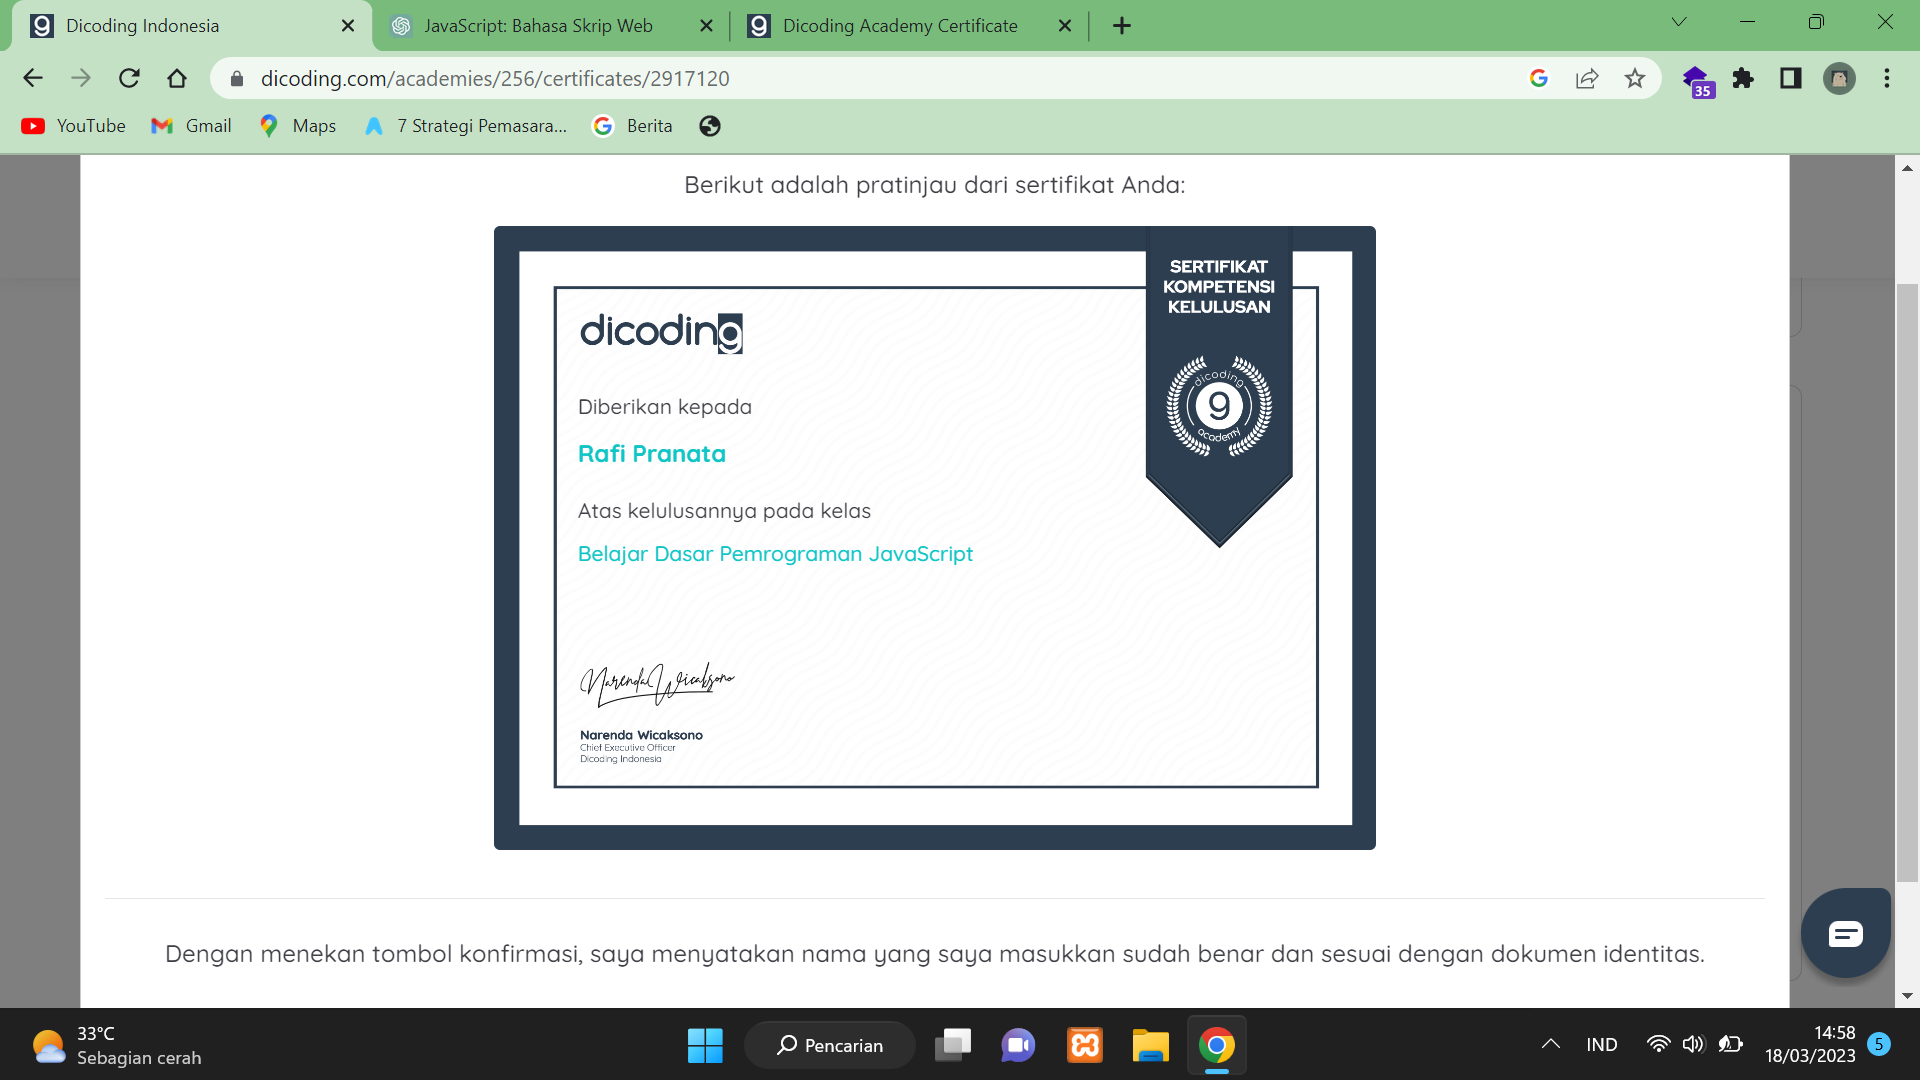 Dicoding Indonesia
JavaScript: Bahasa Skrip Web
Dicoding Academy Certificate
dicoding.com/academies/256/certificates/2917120
35
YouTube
Gmail
Maps
7 Strategi Pemasara...
Berita
Berikut adalah pratinjau dari sertifikat Anda:
SERTIFIKAT
KOMPETENSI
KELULUSAN
dicoding
dicoding
9
academy
Diberikan kepada
Rafi Pranata
Atas kelulusannya pada kelas
Belajar Dasar Pemrograman JavaScript
Narenda Wicaksono
Narenda Wicaksono
Chief Executive Officer
Dicoding Indonesia
Dengan menekan tombol konfirmasi, saya menyatakan nama yang saya masukkan sudah benar dan sesuai dengan dokumen identitas.
33°C
Sebagian cerah
Pencarian
IND
14:58
18/03/2023
5